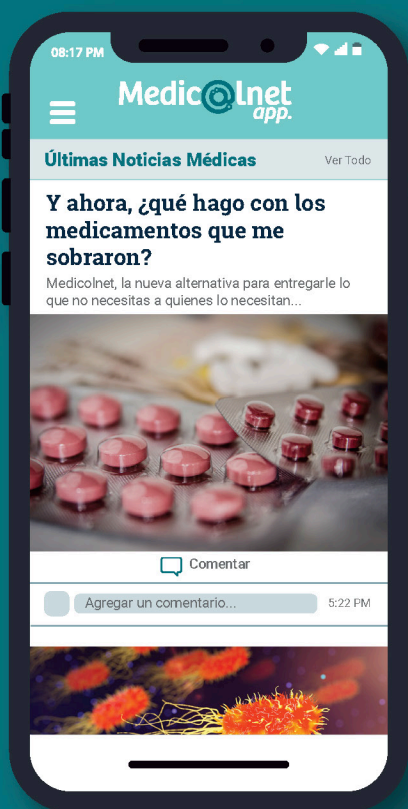 08:17 PM
Medic@lnet
app.
Últimas Noticias Médicas Ver Todo
Y ahora, ¿qué hago con los
medicamentos que me
sobraron?
Medicolnet, la nueva alternativa para entregarle lo
que no necesitas a quienes lo necesitan...
Comentar
Agregar un comentario... 5:22 PM